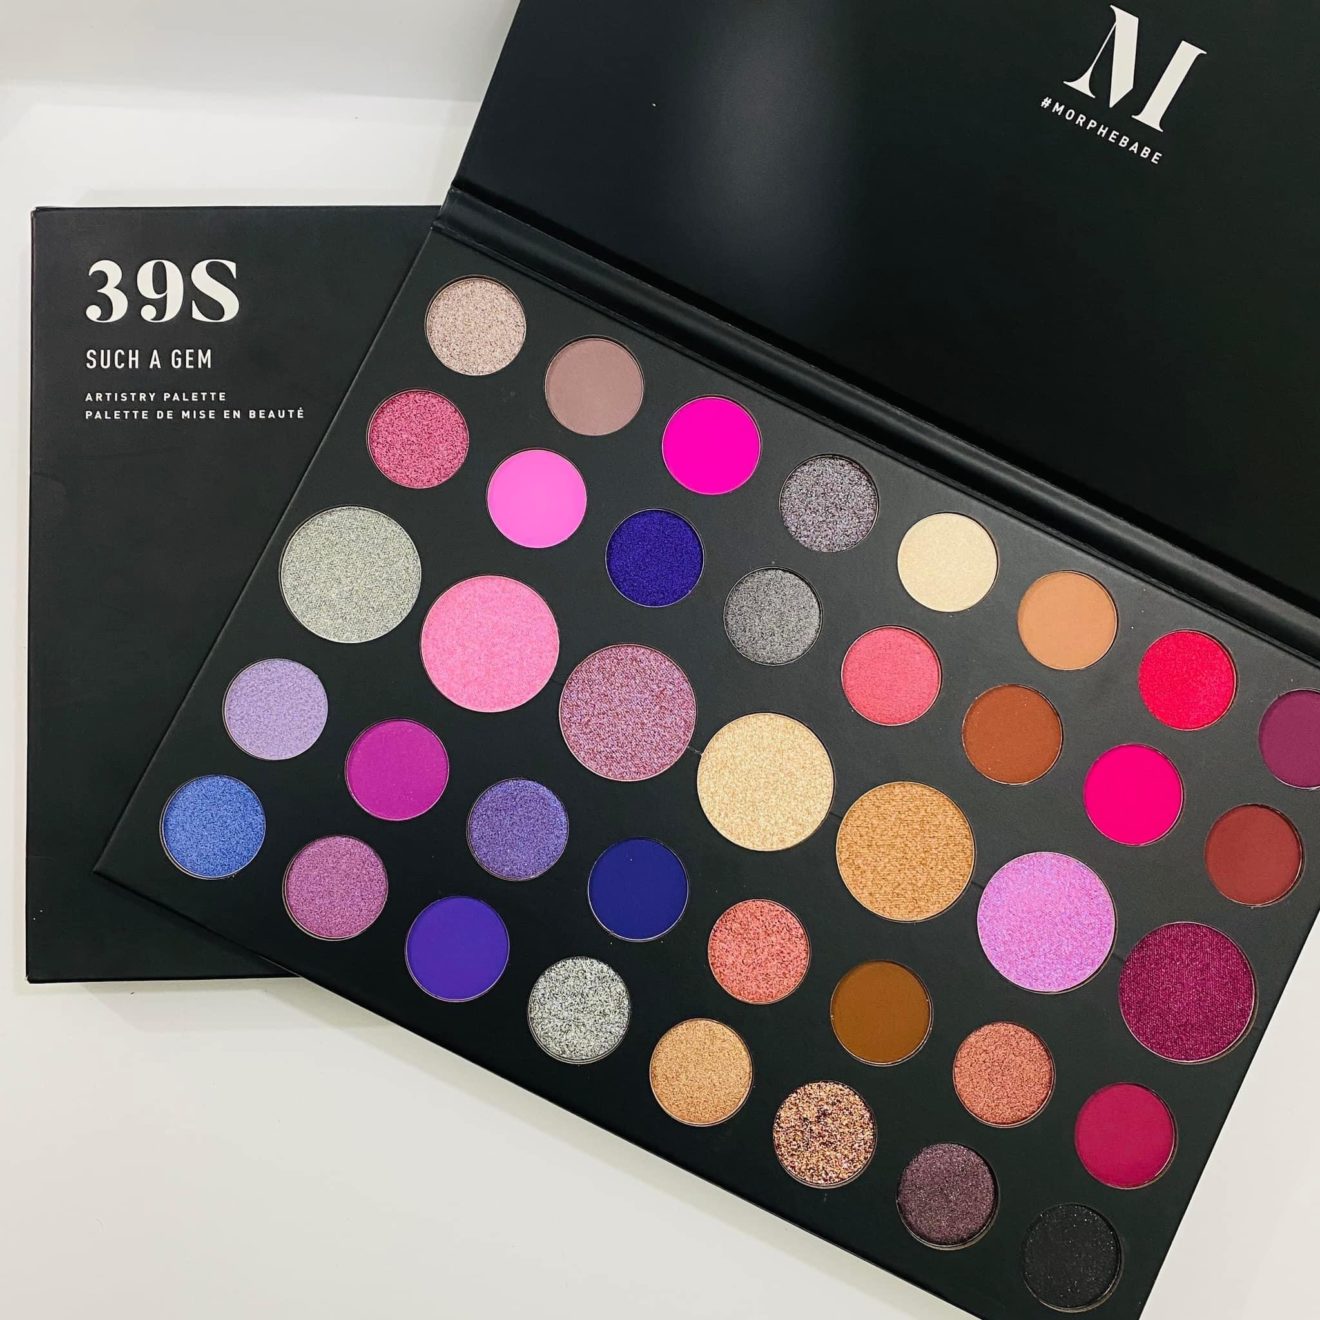 M
#MORPHEBABE
39S
SUCH A GEM
ARTISTRY PALETTE
PALETTE DE MISE EN BEAUTÉ